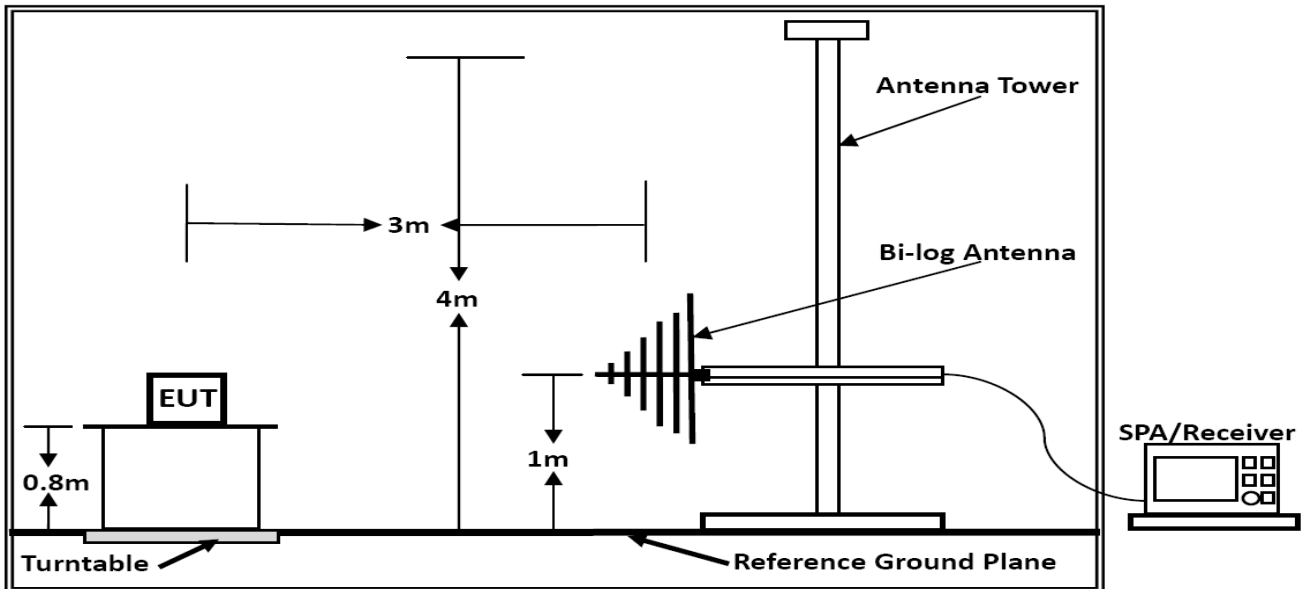 Antenna Tower
3m
Bi-log Antenna
4m
EUT
1m
0.8m
SPA/Receiver
Turntable
Reference Ground Plane